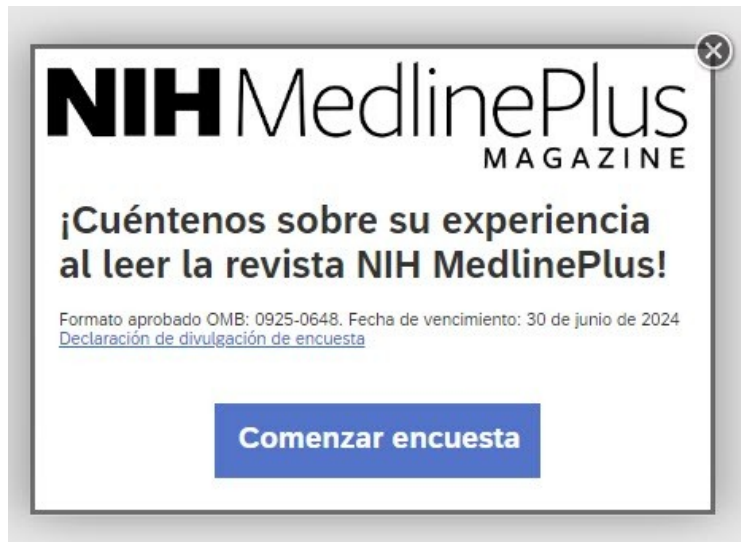 NIH MedlinePlus
MAGAZINE
¡Cuéntenos sobre su experiencia
al leer la revista NIH MedlinePlus!
Formato aprobado OMB: 0925-0648. Fecha de vencimiento: 30 de junio de 2024
Declaración de divulgación de encuesta
Comenzar encuesta